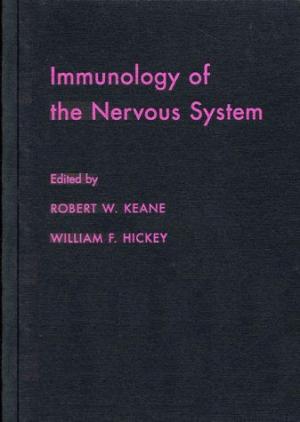 Immunology of
the Nervous System
Edited by
ROBERT W. KEANE
WILLIAM F. HICKEY